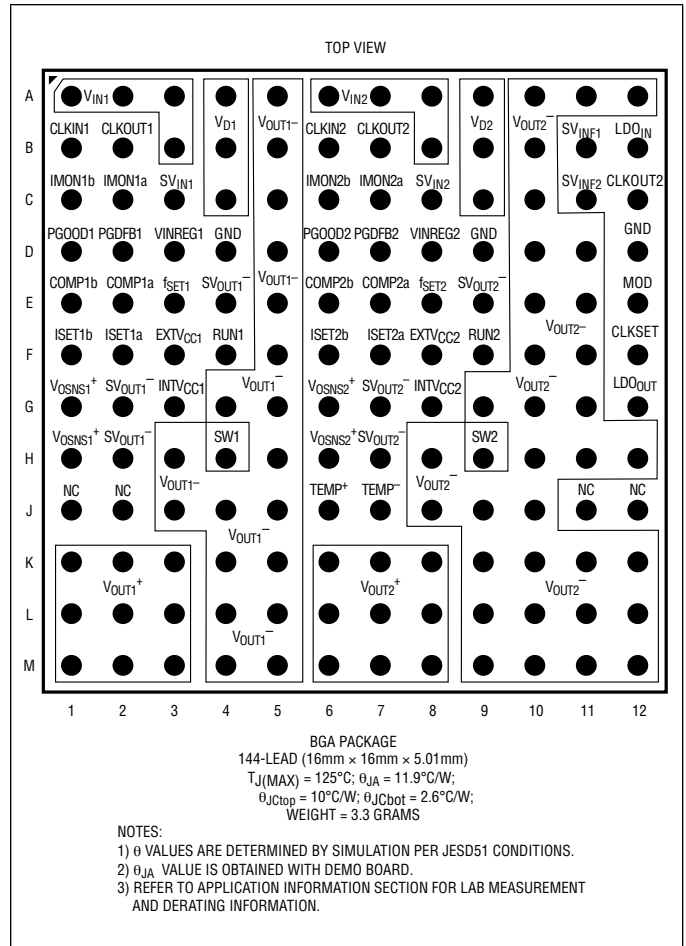 TOP VIEW
A VIN1 VIN2
VD1 VOUT1– VD2 VOUT2–
CLKIN1 CLKOUT1 CLKIN2 CLKOUT2 SVINF1 LDOIN
B
IMON1b IMON1a SVIN1 IMON2b IMON2a SVIN2 SVINF2 CLKOUT2
C
PGOOD1 PGDFB1 VINREG1 GND PGOOD2 PGDFB2 VINREG2 GND GND
D
COMP1b COMP1a fSET1 SVOUT1– VOUT1– COMP2b COMP2a fSET2 SVOUT2– MOD
E
ISET1b ISET1a EXTVCC1 RUN1 ISET2b ISET2a EXTVCC2 RUN2 VOUT2– CLKSET
F
VOSNS1+ SVOUT1– INTVCC1 VOUT1– VOSNS2+ SVOUT2– INTVCC2 VOUT2– LDOOUT
G
VOSNS1+ SVOUT1– SW1 VOSNS2+ SVOUT2– SW2
H
NC NC VOUT1– TEMP+ TEMP– VOUT2– NC NC
J
VOUT1–
K
VOUT1+ VOUT2+ VOUT2–
L
VOUT1–
M
1 2 3 4 5 6 7 8 9 10 11 12
BGA PACKAGE
144-LEAD (16mm × 16mm × 5.01mm)
TJ(MAX) = 125°C; θJA = 11.9°C/W;
θJCtop = 10°C/W; θJCbot = 2.6°C/W;
WEIGHT = 3.3 GRAMS
NOTES:
1) θ VALUES ARE DETERMINED BY SIMULATION PER JESD51 CONDITIONS.
2) θJA VALUE IS OBTAINED WITH DEMO BOARD.
3) REFER TO APPLICATION INFORMATION SECTION FOR LAB MEASUREMENT
AND DERATING INFORMATION.